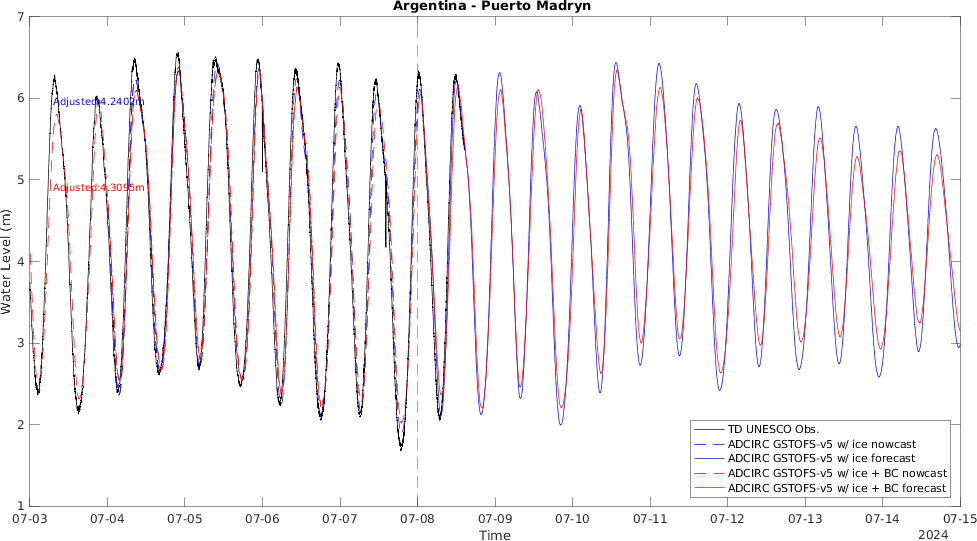 Argentina - Puerto Madryn
7
6
5
4
3
2
1
Water Level (m)
Adjusted:4.2402m
Adjusted:4.3095m
TD UNESCO Obs.
ADCIRC GSTOFS-v5 w/ ice nowcast
ADCIRC GSTOFS-v5 w/ ice forecast
ADCIRC GSTOFS-v5 w/ ice + BC nowcast
ADCIRC GSTOFS-v5 w/ ice + BC forecast
07-03 07-04 07-05 07-06 07-07 07-08 07-09 07-10 07-11 07-12 07-13 07-14 07-15
Time
2024